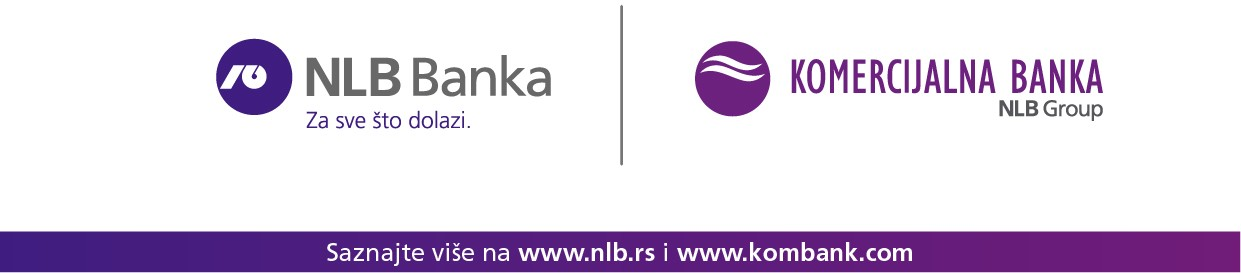 NLB Banka
Za sve što dolazi.
KOMERCIJALNA BANKA
NLB Group
Saznajte više na www.nlb.rs i www.kombank.com